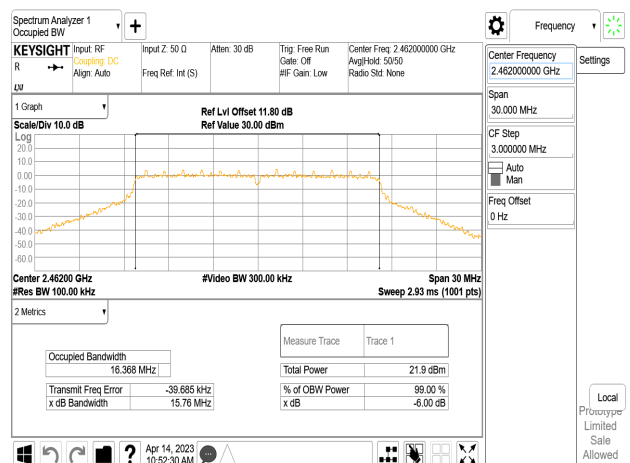 Spectrum Analyzer 1
Occupied BW
Frequency
KEYSIGHT
Input: RF
Input Z: 50 Ω
Atten: 30 dB
Trig: Free Run
Center Freq: 2.462000000 GHz
Coupling: DC
Gate: Off
Avg|Hold: 50/50
R
Align: Auto
Freq Ref: Int (S)
#IF Gain: Low
Radio Std: None
LXI
Center Frequency
2.462000000 GHz
Settings
Span
30.000 MHz
CF Step
3.000000 MHz
Auto
Man
Freq Offset
0 Hz
1 Graph
Ref Lvl Offset 11.80 dB
Scale/Div 10.0 dB
Ref Value 30.00 dBm
Log
20.0
10.0
0.00
-10.0
-20.0
-30.0
-40.0
-50.0
-60.0
Center 2.46200 GHz
#Video BW 300.00 kHz
Span 30 MHz
#Res BW 100.00 kHz
Sweep 2.93 ms (1001 pts)
2 Metrics
Measure Trace
Trace 1
Occupied Bandwidth
16.368 MHz
Total Power
21.9 dBm
Transmit Freq Error
-39.685 kHz
% of OBW Power
99.00 %
x dB Bandwidth
15.76 MHz
x dB
-6.00 dB
Local
Prototype
Limited
Sale
Allowed
?
Apr 14, 2023
10:52:30 AM